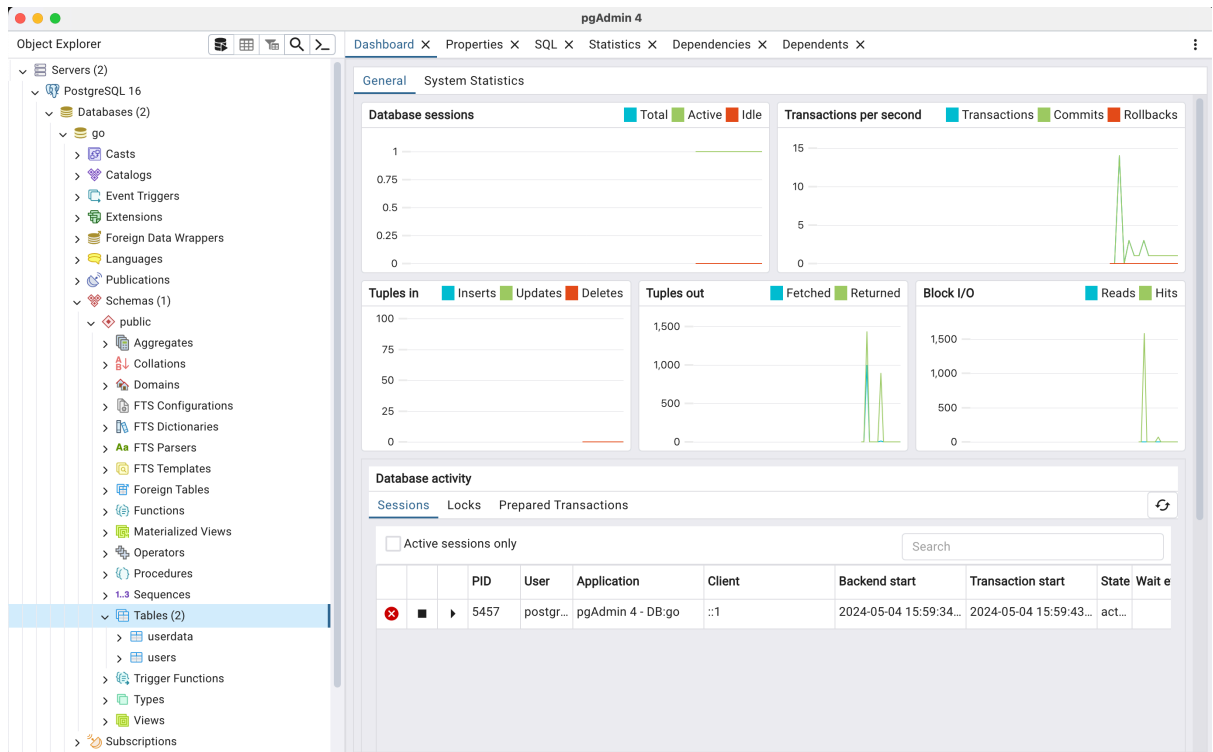 pgAdmin 4
Object Explorer
Servers (2)
PostgreSQL 16
Databases (2)
go
Casts
Catalogs
Event Triggers
Extensions
Foreign Data Wrappers
Languages
Publications
Schemas (1)
public
Aggregates
Collations
Domains
FTS Configurations
FTS Dictionaries
Aa FTS Parsers
FTS Templates
Foreign Tables
Functions
Materialized Views
Operators
Procedures
1..3 Sequences
Tables (2)
userdata
users
Trigger Functions
Types
Views
Subscriptions
Dashboard Properties SQL Statistics Dependencies Dependents
General System Statistics
Database sessions Total Active Idle
1
0.75
0.5
0.25
0
Transactions per second Transactions Commits Rollbacks
15
10
5
0
Tuples in Inserts Updates Deletes
100
75
50
25
0
Tuples out Fetched Returned
1,500
1,000
500
0
Block I/O Reads Hits
1,500
1,000
500
0
Database activity
Sessions Locks Prepared Transactions
Active sessions only Search
PID User Application Client Backend start Transaction start State Wait e
5457 postgr... pgAdmin 4 - DB:go ::1 2024-05-04 15:59:34... 2024-05-04 15:59:43... act...